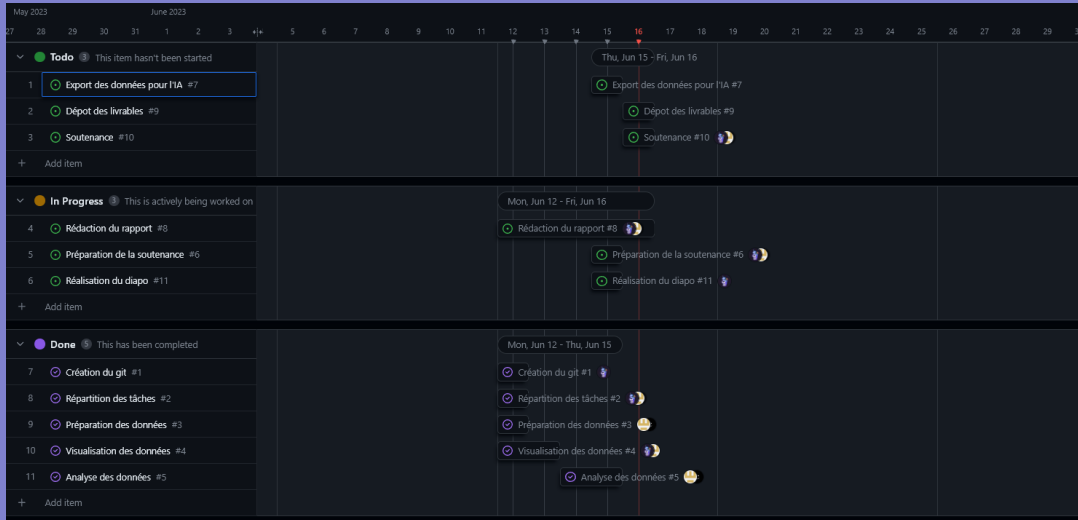 May 2023 June 2023
27 28 29 30 31 1 2 3 5 6 7 8 9 10 11 12 13 14 15 16 17 18 19 20 21 22 23 24 25 26 27 28 29
Todo 3 This item hasn't been started Thu, Jun 15 - Fri, Jun 16
1 Export des données pour l'IA #7 Export des données pour l'IA #7
2 Dépot des livrables #9 Dépot des livrables #9
3 Soutenance #10 Soutenance #10
+ Add item
In Progress 3 This is actively being worked on Mon, Jun 12 - Fri, Jun 16
4 Rédaction du rapport #8 Rédaction du rapport #8
5 Préparation de la soutenance #6 Préparation de la soutenance #6
6 Réalisation du diapo #11 Réalisation du diapo #11
+ Add item
Done 5 This has been completed Mon, Jun 12 - Thu, Jun 15
7 Création du git #1 Création du git #1
8 Répartition des tâches #2 Répartition des tâches #2
9 Préparation des données #3 Préparation des données #3
10 Visualisation des données #4 Visualisation des données #4
11 Analyse des données #5 Analyse des données #5
+ Add item